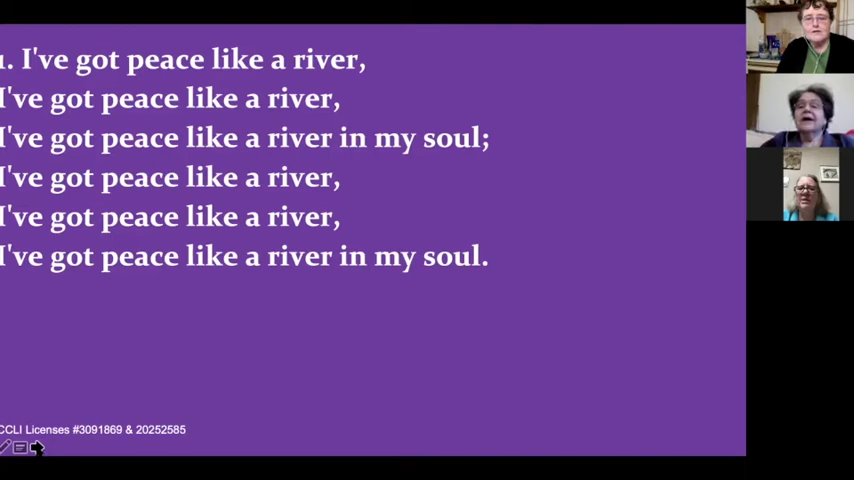 1. I've got peace like a river,
I've got peace like a river,
I've got peace like a river in my soul;
I've got peace like a river,
I've got peace like a river,
I've got peace like a river in my soul.
CCLI Licenses #3091869 & 20252585